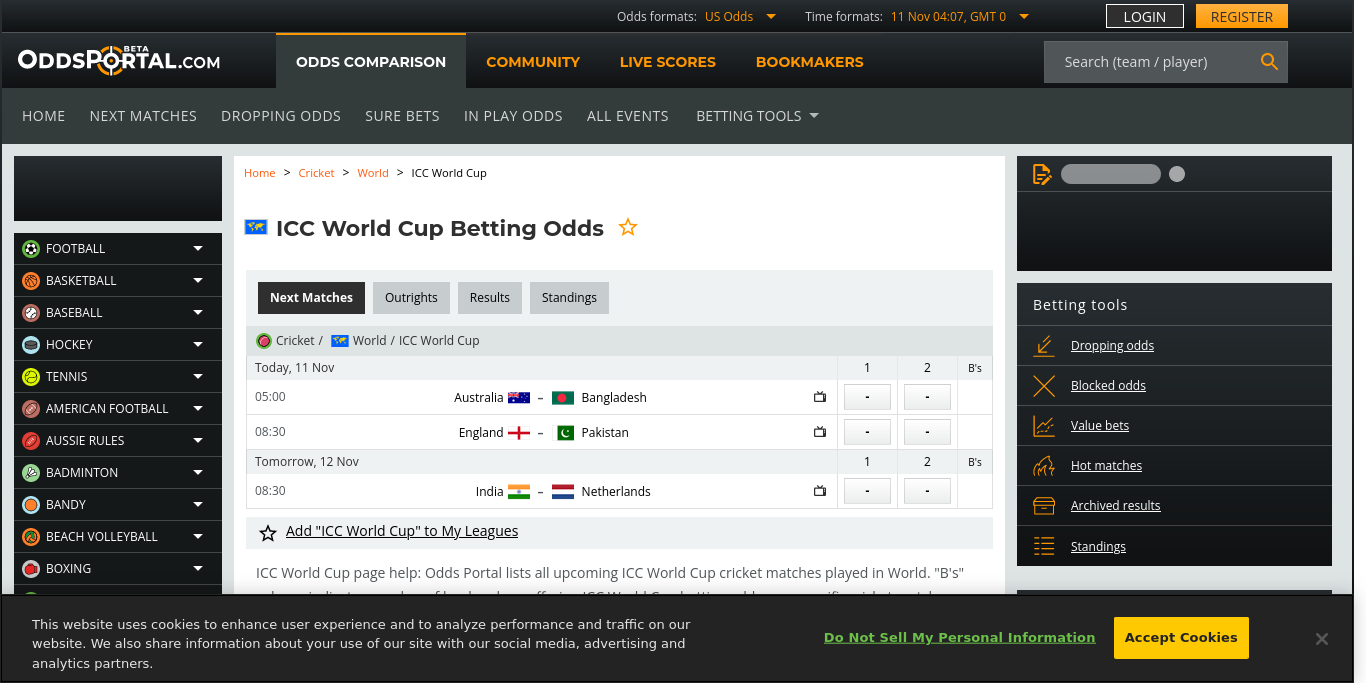 Odds formats: US Odds Time formats: 11 Nov 04:07, GMT 0 LOGIN REGISTER
ODDSPORTAL.COM BETA ODDS COMPARISON COMMUNITY LIVE SCORES BOOKMAKERS Search (team / player)
HOME NEXT MATCHES DROPPING ODDS SURE BETS IN PLAY ODDS ALL EVENTS BETTING TOOLS
FOOTBALL
BASKETBALL
BASEBALL
HOCKEY
TENNIS
AMERICAN FOOTBALL
AUSSIE RULES
BADMINTON
BANDY
BEACH VOLLEYBALL
BOXING
Home > Cricket > World > ICC World Cup
ICC World Cup Betting Odds
Next Matches Outrights Results Standings
Cricket / World / ICC World Cup
Today, 11 Nov 1 2 B's
05:00 Australia – Bangladesh - -
08:30 England – Pakistan - -
Tomorrow, 12 Nov 1 2 B's
08:30 India – Netherlands - -
Add "ICC World Cup" to My Leagues
ICC World Cup page help: Odds Portal lists all upcoming ICC World Cup cricket matches played in World. "B's"
Betting tools
Dropping odds
Blocked odds
Value bets
Hot matches
Archived results
Standings
This website uses cookies to enhance user experience and to analyze performance and traffic on our
website. We also share information about your use of our site with our social media, advertising and
analytics partners.
Do Not Sell My Personal Information Accept Cookies